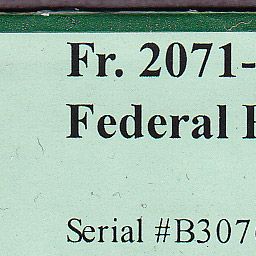 Fr. 2071-
Federal
Serial #B307